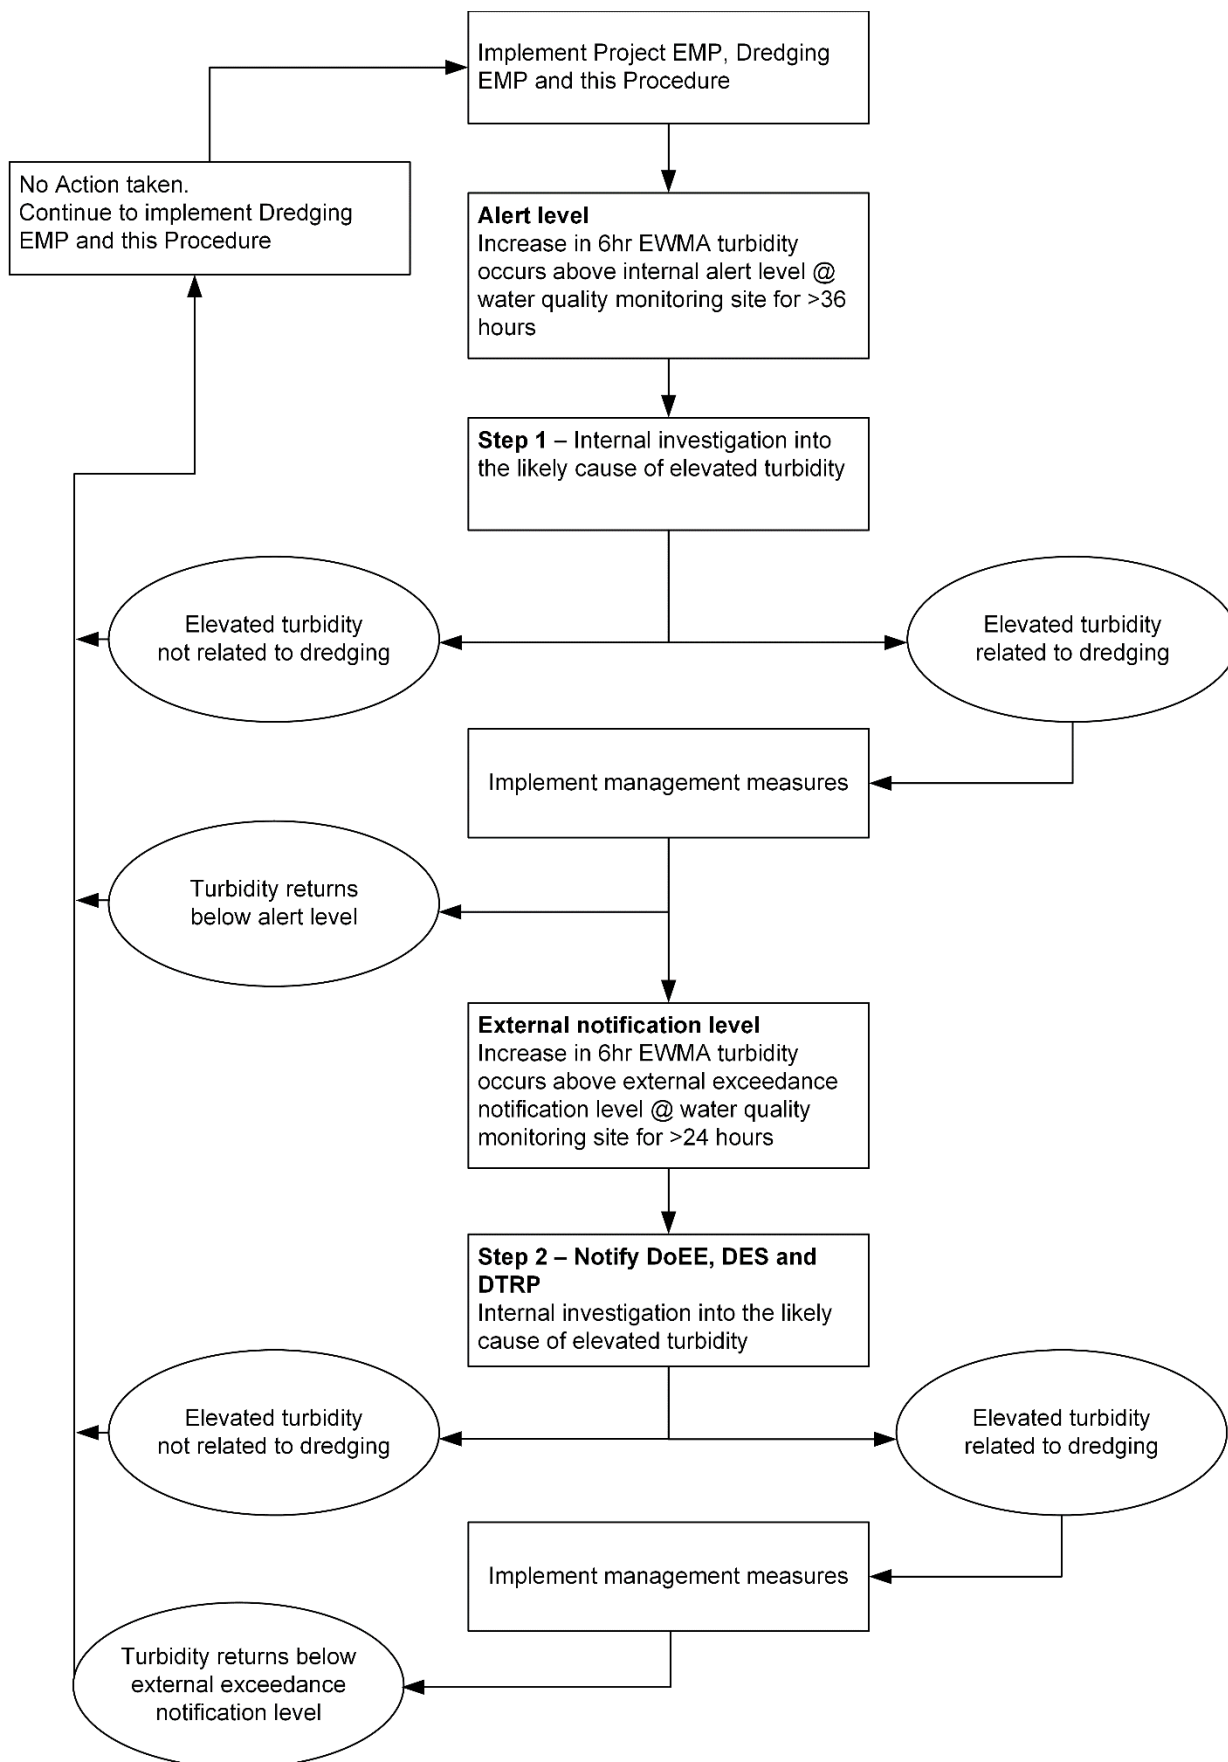 Implement Project EMP, Dredging
EMP and this Procedure
No Action taken.
Continue to implement Dredging
EMP and this Procedure
Alert level
Increase in 6hr EWMA turbidity
occurs above internal alert level @
water quality monitoring site for >36
hours
Step 1 – Internal investigation into
the likely cause of elevated turbidity
Elevated turbidity
not related to dredging
Elevated turbidity
related to dredging
Implement management measures
Turbidity returns
below alert level
External notification level
Increase in 6hr EWMA turbidity
occurs above external exceedance
notification level @ water quality
monitoring site for >24 hours
Step 2 – Notify DoEE, DES and
DTRP
Internal investigation into the likely
cause of elevated turbidity
Elevated turbidity
not related to dredging
Elevated turbidity
related to dredging
Implement management measures
Turbidity returns below
external exceedance
notification level